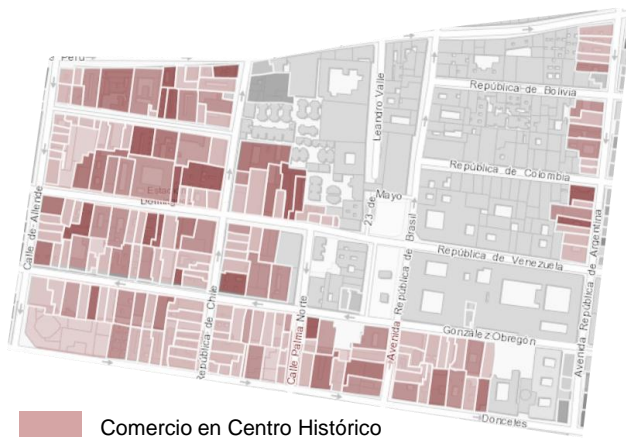 Perú
República de Bolivia
Leandro Valle
República de Colombia
23 de Mayo
Calle de Allende
Avenida República de Brasil
República de Venezuela
Avenida República de Argentina
República de Chile
Calle Palma Norte
González Obregón
Donceles
Comercio en Centro Histórico